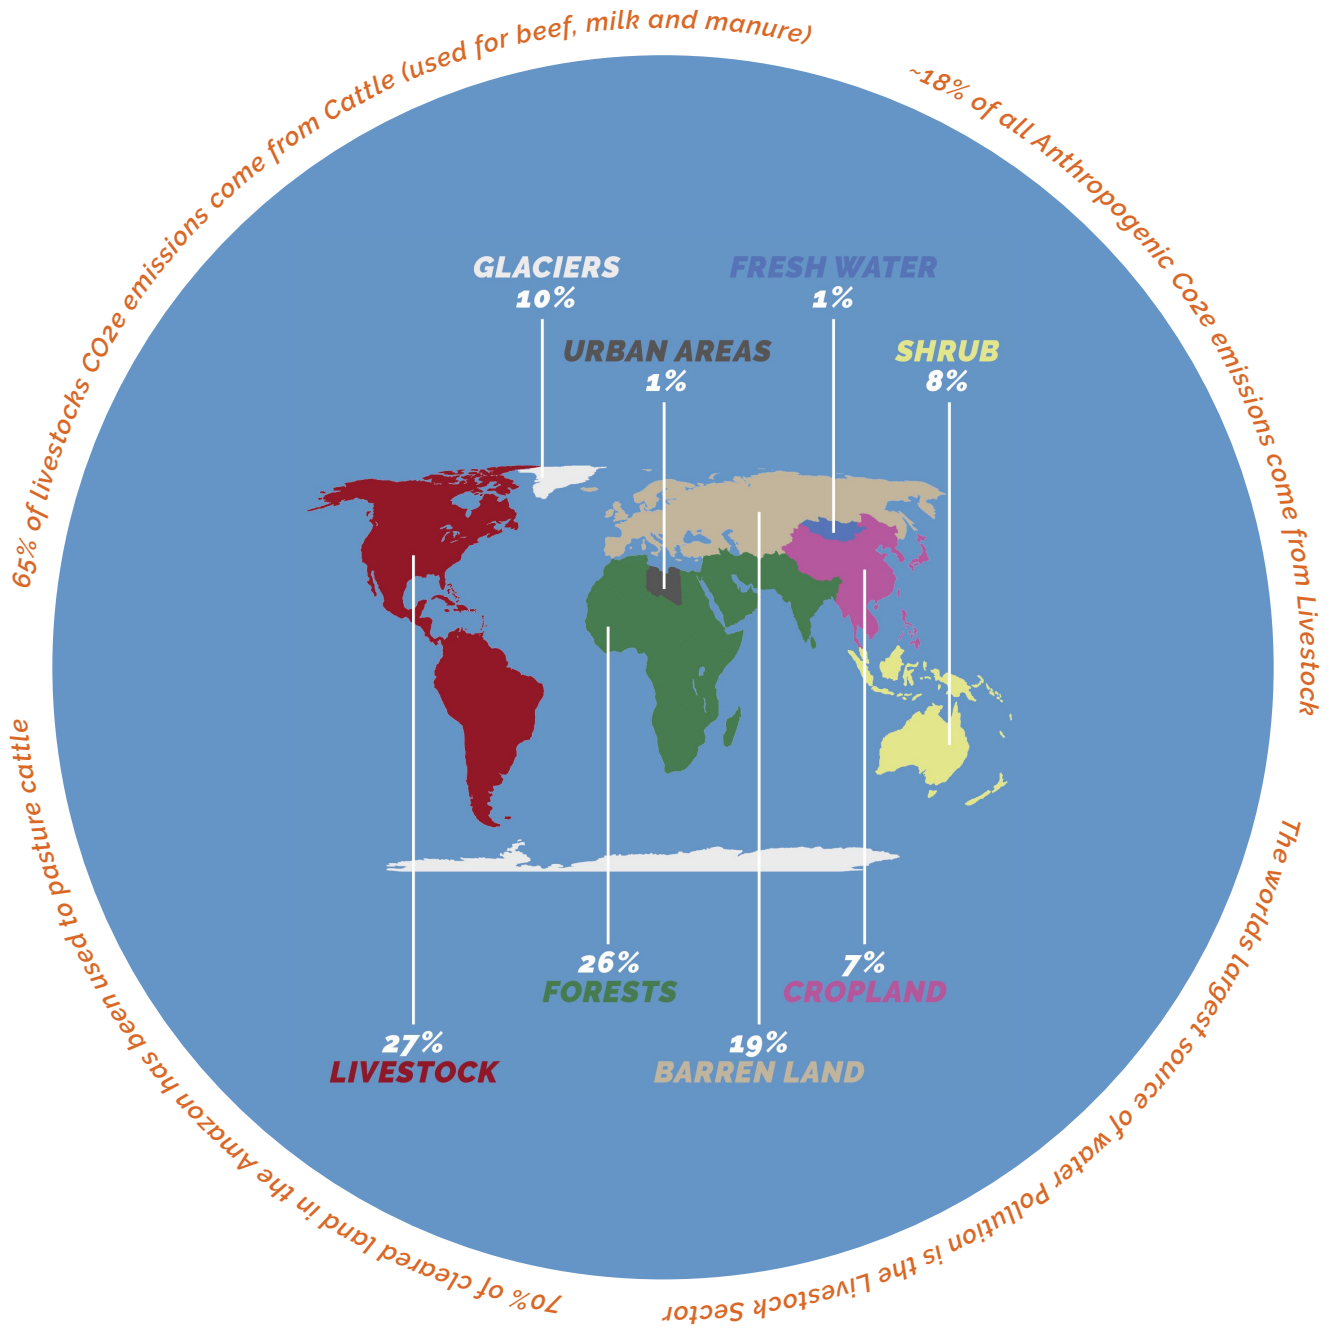 65% of livestocks CO2e emissions come from Cattle (used for beef, milk and manure)
~18% of all Anthropogenic Co2e emissions come from Livestock
GLACIERS
10%
FRESH WATER
1%
URBAN AREAS
1%
SHRUB
8%
26%
FORESTS
7%
CROPLAND
27%
LIVESTOCK
19%
BARREN LAND
The worlds largest source of water Pollution is the Livestock Sector
70% of cleared land in the Amazon has been used to pasture cattle